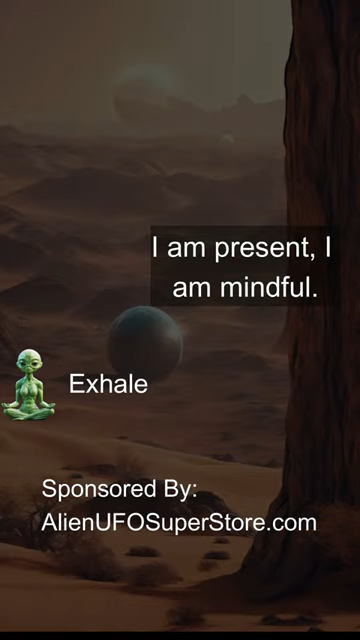 I am present, I
am mindful.
Exhale
Sponsored By:
AlienUFOSuperStore.com